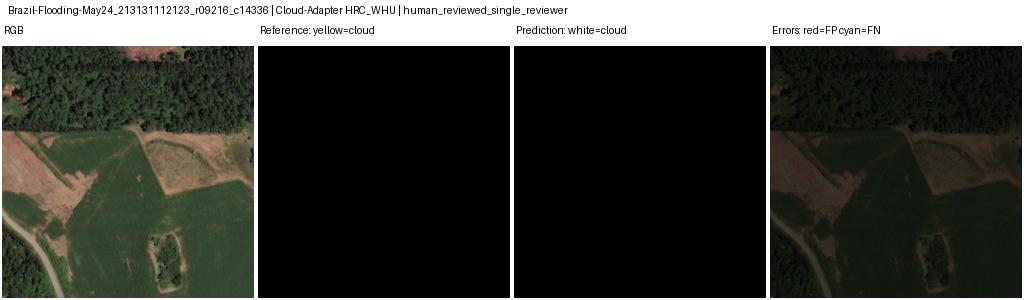 Brazil-Flooding-May24_213131112123_r09216_c14336 | Cloud-Adapter HRC_WHU | human_reviewed_single_reviewer
RGB
Reference: yellow=cloud
Prediction: white=cloud
Errors: red=FP cyan=FN